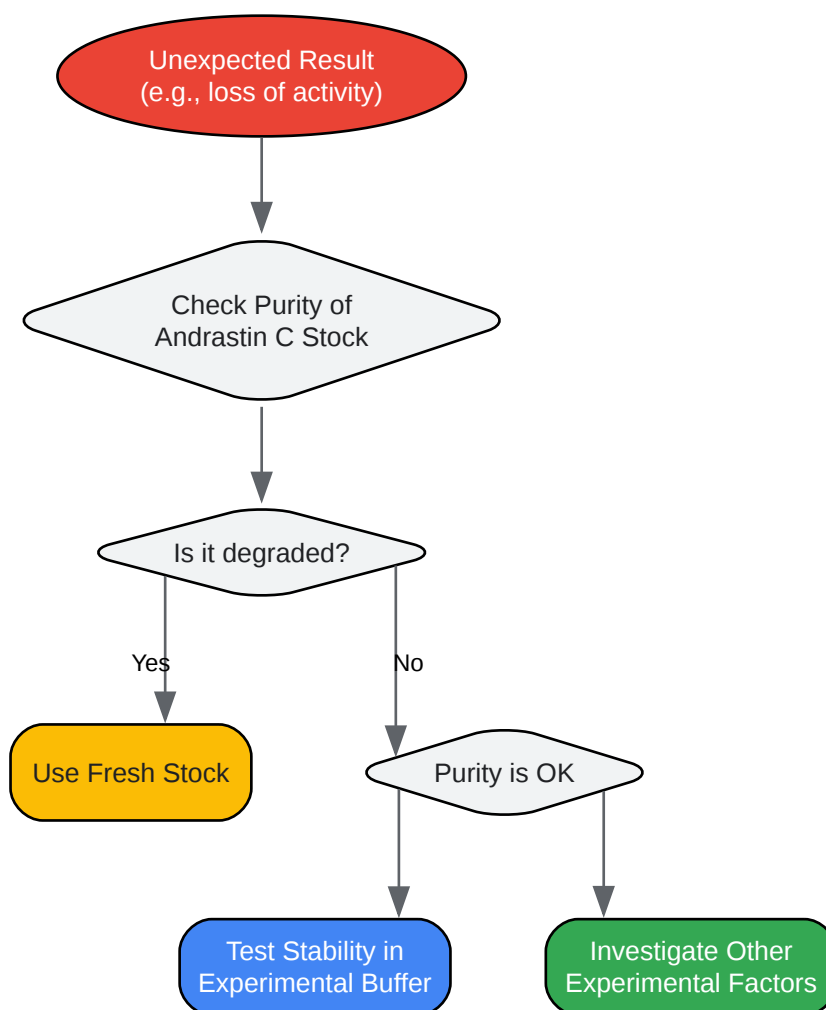 Unexpected Result
(e.g., loss of activity)
Check Purity of
Andrastin C Stock
Is it degraded?
Yes
No
Use Fresh Stock
Purity is OK
Test Stability in
Experimental Buffer
Investigate Other
Experimental Factors